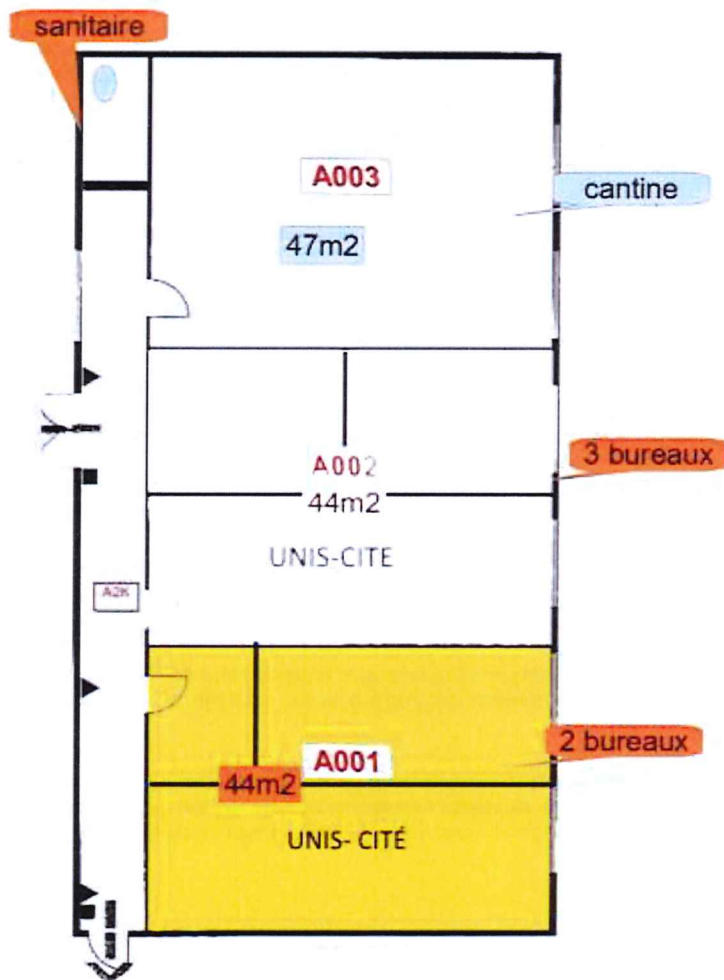 sanitaire
A003
cantine
47m2
A002
3 bureaux
44m2
UNIS-CITE
A2K
2 bureaux
A001
44m2
UNIS- CITÉ